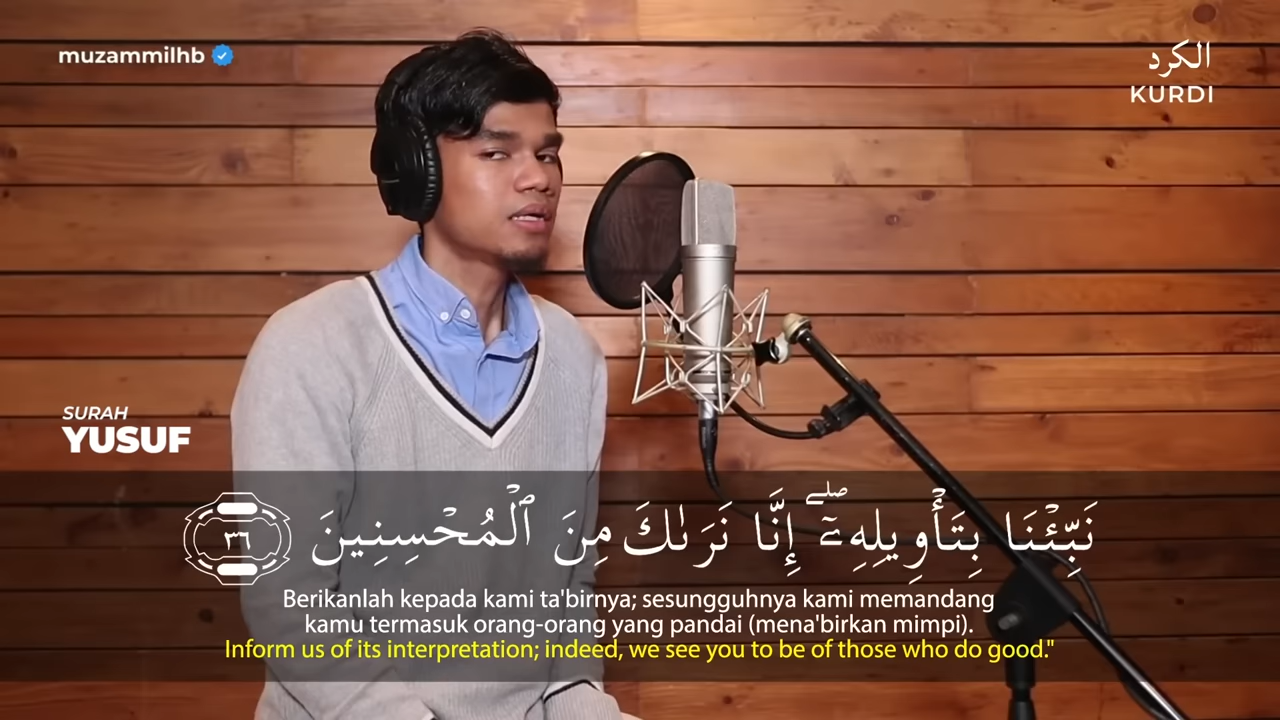 muzammilhb
الكرد
KURDI
SURAH
YUSUF
نَبِّئْنَا بِتَأْوِيلِهِۦٓ ۖ إِنَّا نَرَىٰكَ مِنَ ٱلْمُحْسِنِينَ ٣٦
Berikanlah kepada kami ta'birnya; sesungguhnya kami memandang
kamu termasuk orang-orang yang pandai (mena'birkan mimpi).
Inform us of its interpretation; indeed, we see you to be of those who do good."